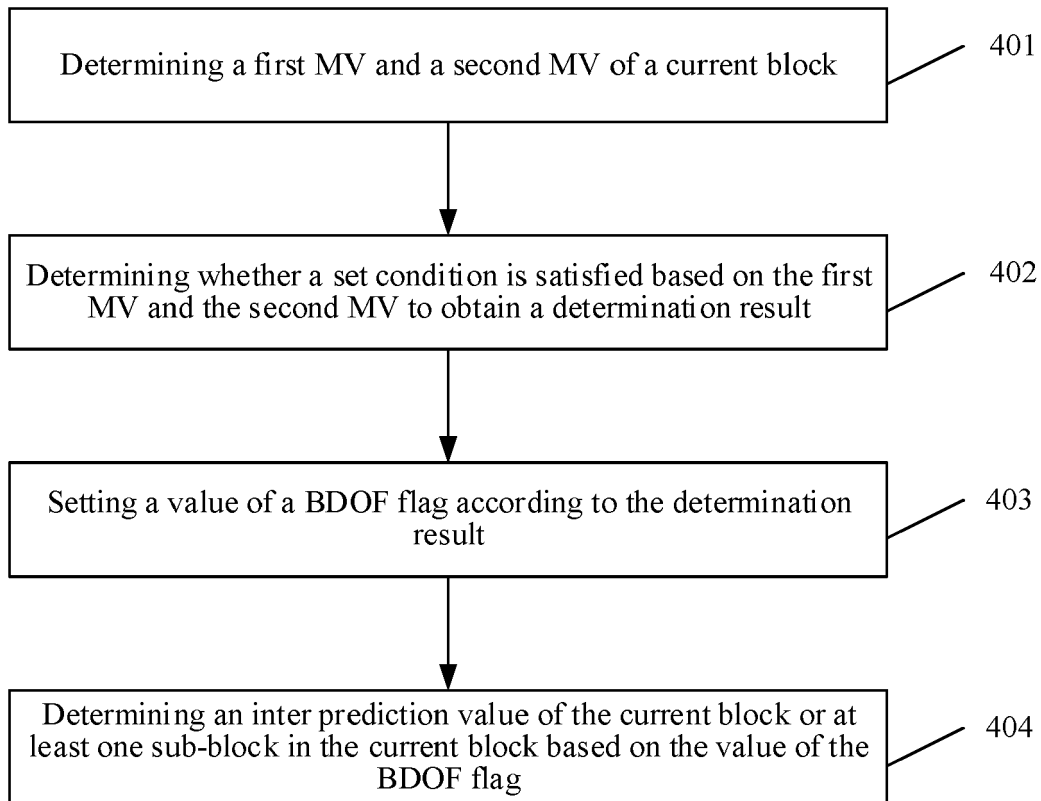 Determining a first MV and a second MV of a current block
401
Determining whether a set condition is satisfied based on the first
MV and the second MV to obtain a determination result
402
Setting a value of a BDOF flag according to the determination
result
403
Determining an inter prediction value of the current block or at
least one sub-block in the current block based on the value of the
BDOF flag
404